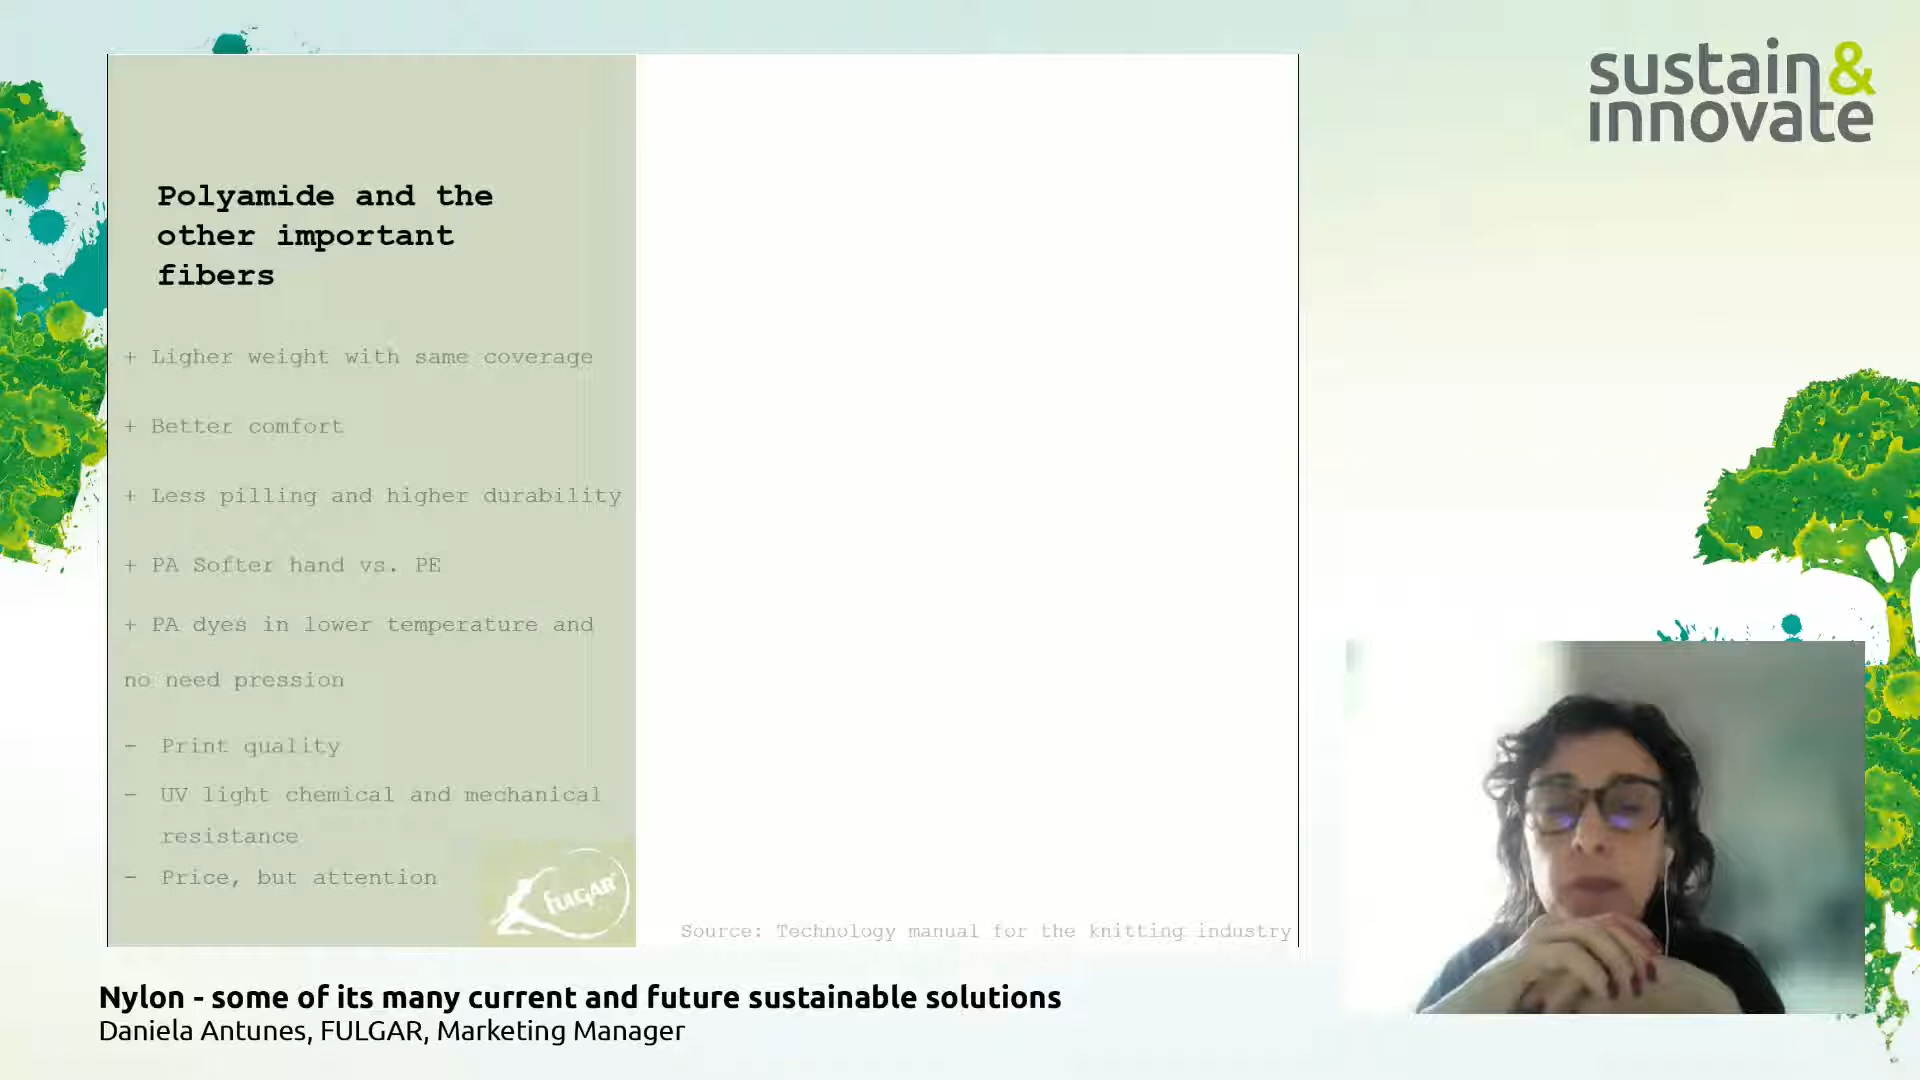 sustain&
innovate
Polyamide and the
other important
fibers
+ Ligher weight with same coverage
+ Better comfort
+ Less pilling and higher durability
+ PA Softer hand vs. PE
+ PA dyes in lower temperature and
no need pression
- Print quality
- UV light chemical and mechanical
resistance
- Price, but attention
FULGAR
Source: Technology manual for the knitting industry
Nylon - some of its many current and future sustainable solutions
Daniela Antunes, FULGAR, Marketing Manager